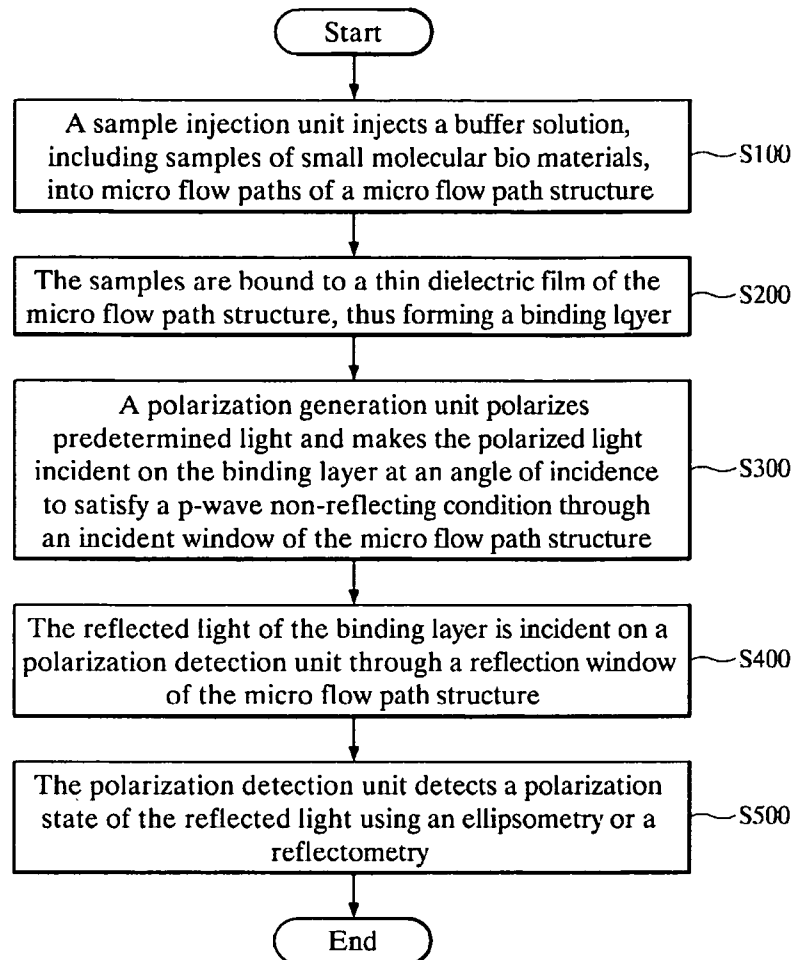 Start
A sample injection unit injects a buffer solution,
including samples of small molecular bio materials,
into micro flow paths of a micro flow path structure
S100
The samples are bound to a thin dielectric film of the
micro flow path structure, thus forming a binding lqyer
S200
A polarization generation unit polarizes
predetermined light and makes the polarized light
incident on the binding layer at an angle of incidence
to satisfy a p-wave non-reflecting condition through
an incident window of the micro flow path structure
S300
The reflected light of the binding layer is incident on a
polarization detection unit through a reflection window
of the micro flow path structure
S400
The polarization detection unit detects a polarization
state of the reflected light using an ellipsometry or a
reflectometry
S500
End